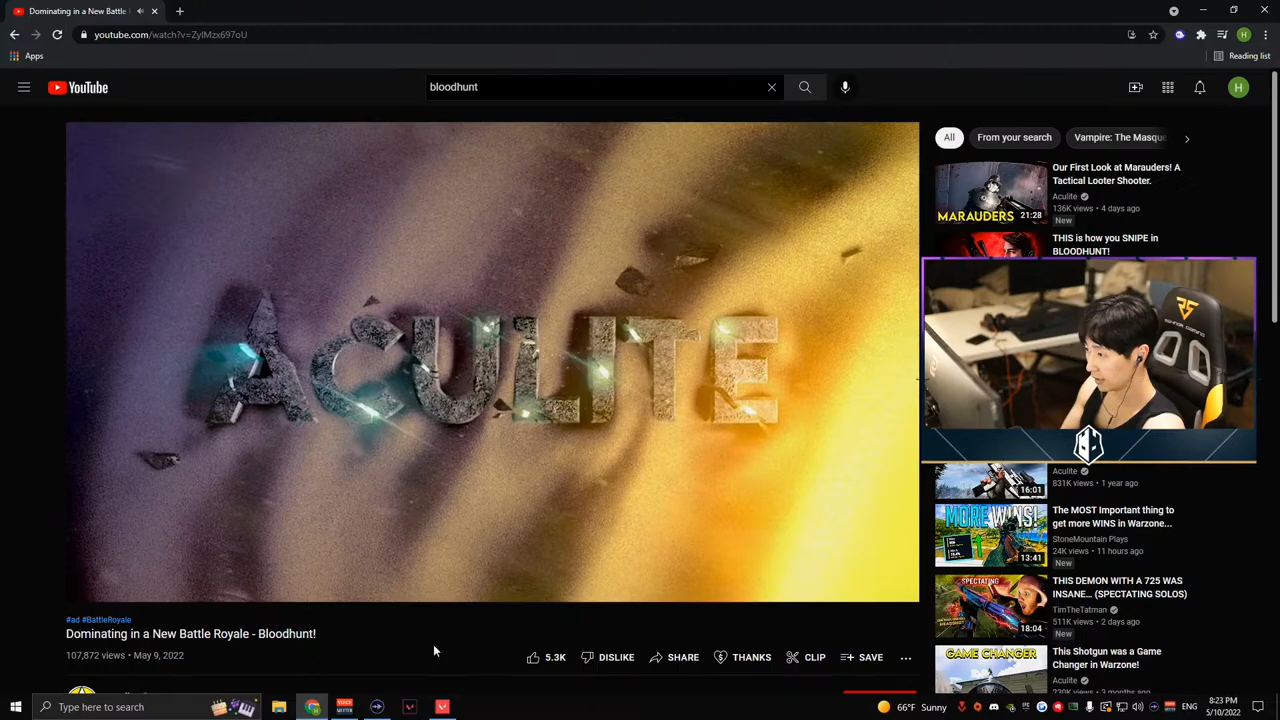 Dominating in a New Battle
youtube.com/watch?v=ZyIMzx697oU
Apps
Reading list
YouTube
bloodhunt
H
H
ACULITE
All
From your search
Vampire: The Masque
Our First Look at Marauders! A
Tactical Looter Shooter.
Aculite
136K views • 4 days ago
New
MARAUDERS
21:28
THIS is how you SNIPE in
BLOODHUNT!
Aculite
831K views • 1 year ago
16:01
The MOST Important thing to
get more WINS in Warzone...
StoneMountain Plays
24K views • 11 hours ago
New
MORE WINS!
13:41
THIS DEMON WITH A 725 WAS
INSANE... (SPECTATING SOLOS)
TimTheTatman
511K views • 2 days ago
New
SPECTATING
18:04
This Shotgun was a Game
Changer in Warzone!
Aculite
GAME CHANGER
#ad #BattleRoyale
Dominating in a New Battle Royale - Bloodhunt!
107,872 views • May 9, 2022
5.3K
DISLIKE
SHARE
THANKS
CLIP
SAVE
Type here to search
66°F Sunny
ENG
8:23 PM
5/10/2022